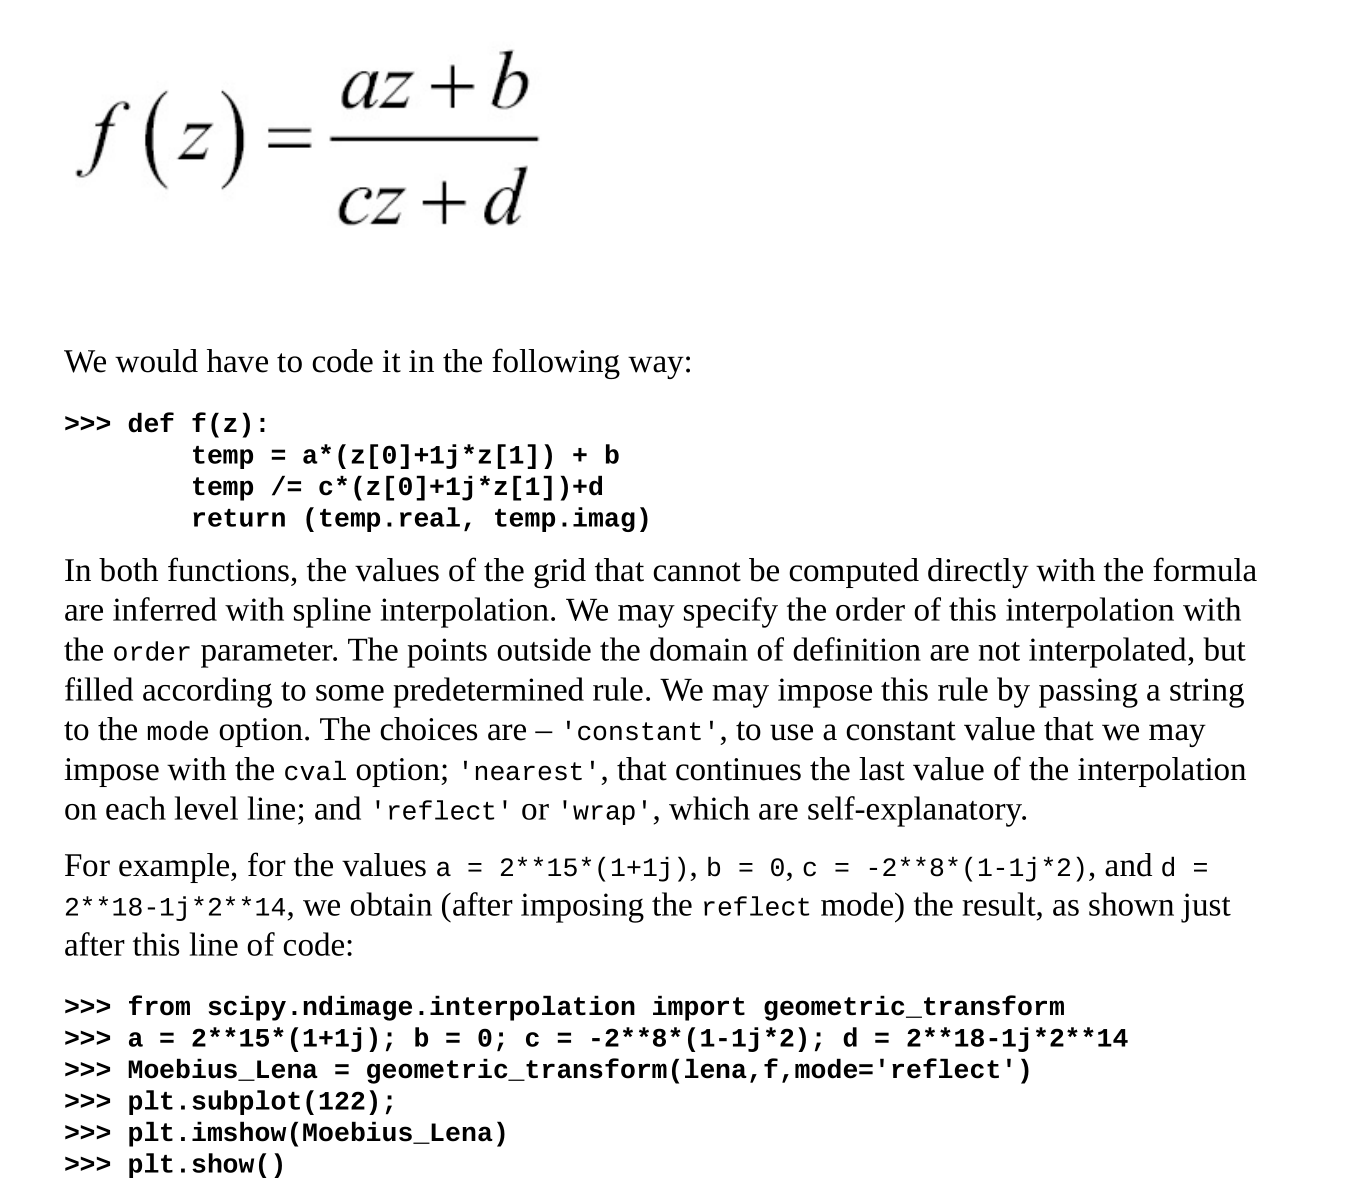 f(z) = az + b / cz + d
We would have to code it in the following way:
>>> def f(z):
        temp = a*(z[0]+1j*z[1]) + b
        temp /= c*(z[0]+1j*z[1])+d
        return (temp.real, temp.imag)
In both functions, the values of the grid that cannot be computed directly with the formula
are inferred with spline interpolation. We may specify the order of this interpolation with
the order parameter. The points outside the domain of definition are not interpolated, but
filled according to some predetermined rule. We may impose this rule by passing a string
to the mode option. The choices are – 'constant', to use a constant value that we may
impose with the cval option; 'nearest', that continues the last value of the interpolation
on each level line; and 'reflect' or 'wrap', which are self-explanatory.
For example, for the values a = 2**15*(1+1j), b = 0, c = -2**8*(1-1j*2), and d =
2**18-1j*2**14, we obtain (after imposing the reflect mode) the result, as shown just
after this line of code:
>>> from scipy.ndimage.interpolation import geometric_transform
>>> a = 2**15*(1+1j); b = 0; c = -2**8*(1-1j*2); d = 2**18-1j*2**14
>>> Moebius_Lena = geometric_transform(lena,f,mode='reflect')
>>> plt.subplot(122);
>>> plt.imshow(Moebius_Lena)
>>> plt.show()